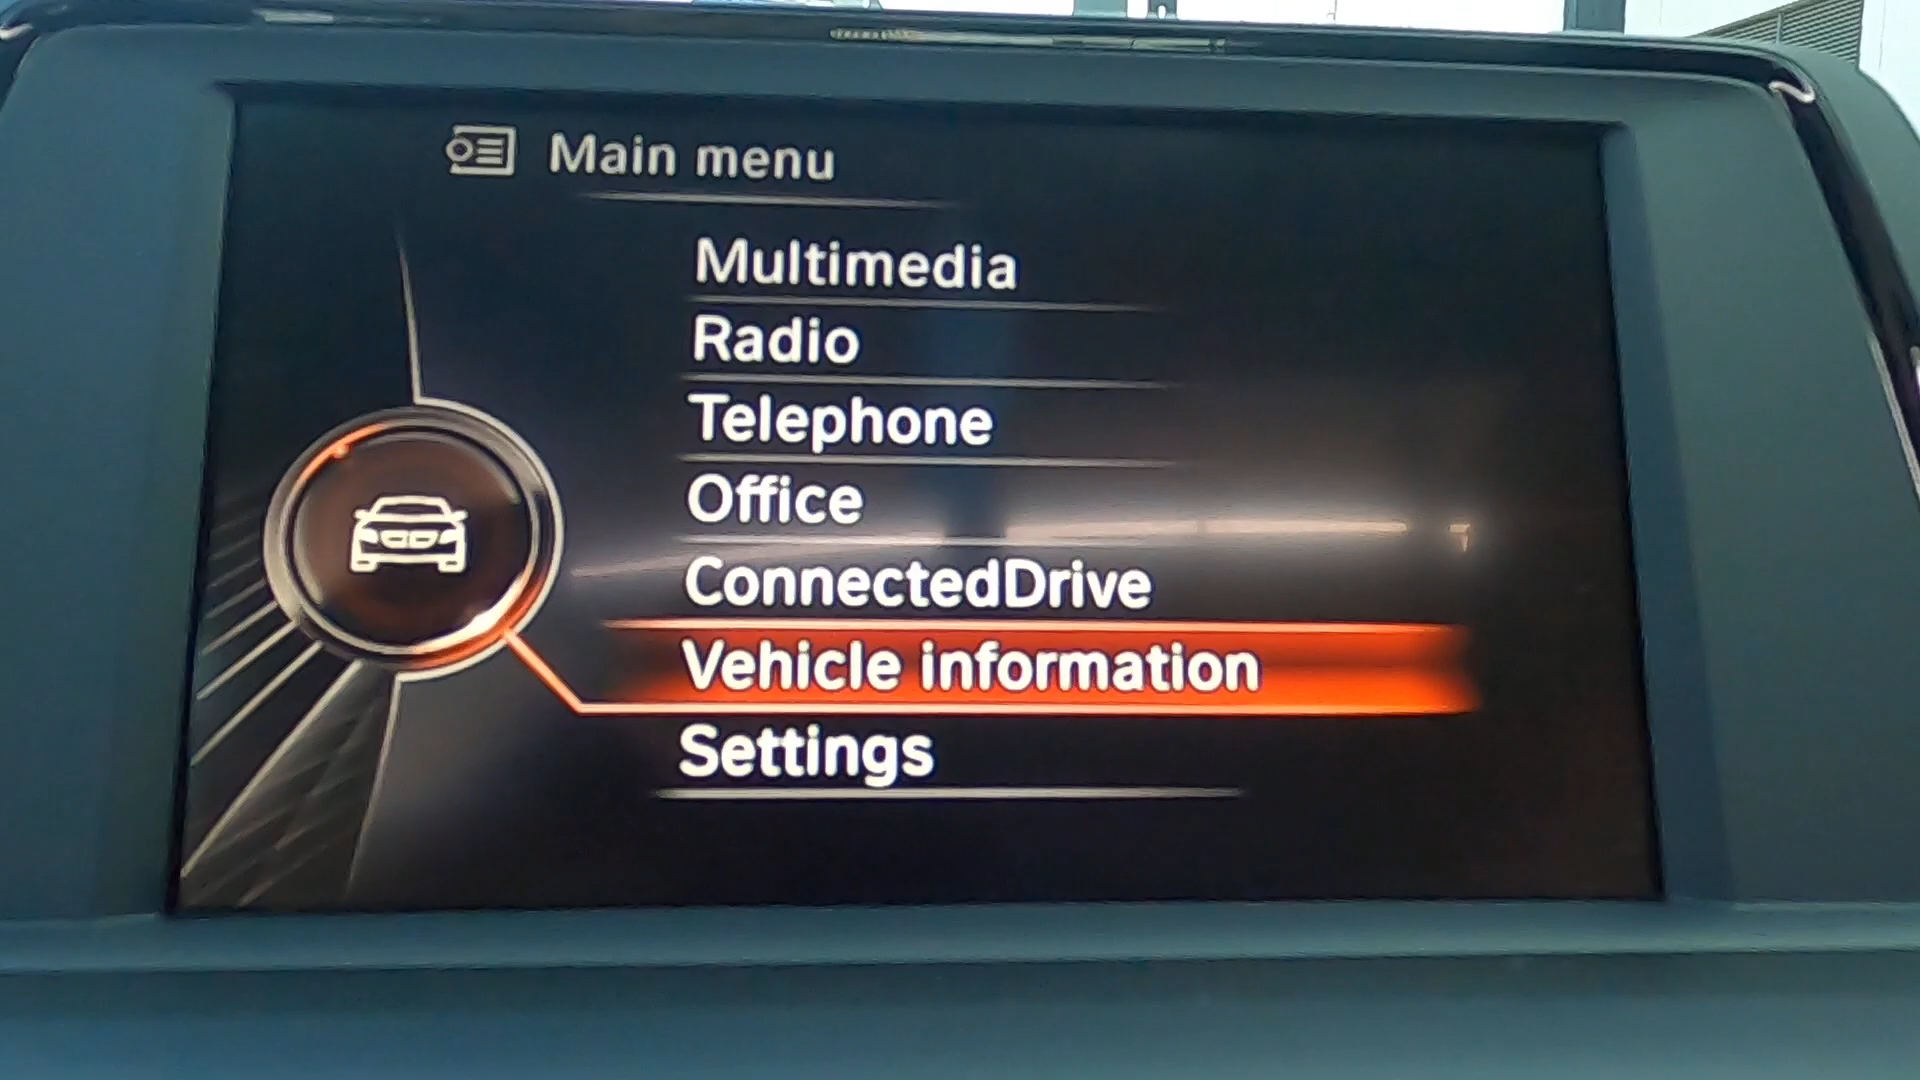 Main menu
Multimedia
Radio
Telephone
Office
ConnectedDrive
Vehicle information
Settings